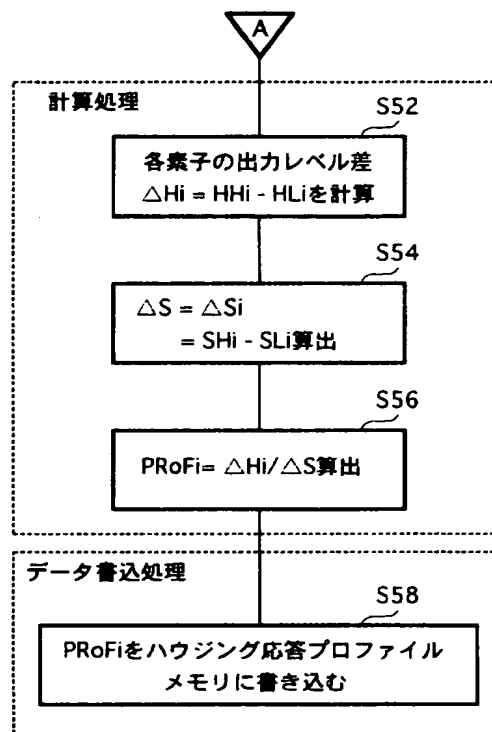 A
計算処理
S52
各素子の出力レベル差
△Hi = HHi - HLiを計算
S54
△S = △Si
= SHi - SLi算出
S56
PRoFi= △Hi/△S算出
データ書込処理
S58
PRoFiをハウジング応答プロファイル
メモリに書き込む